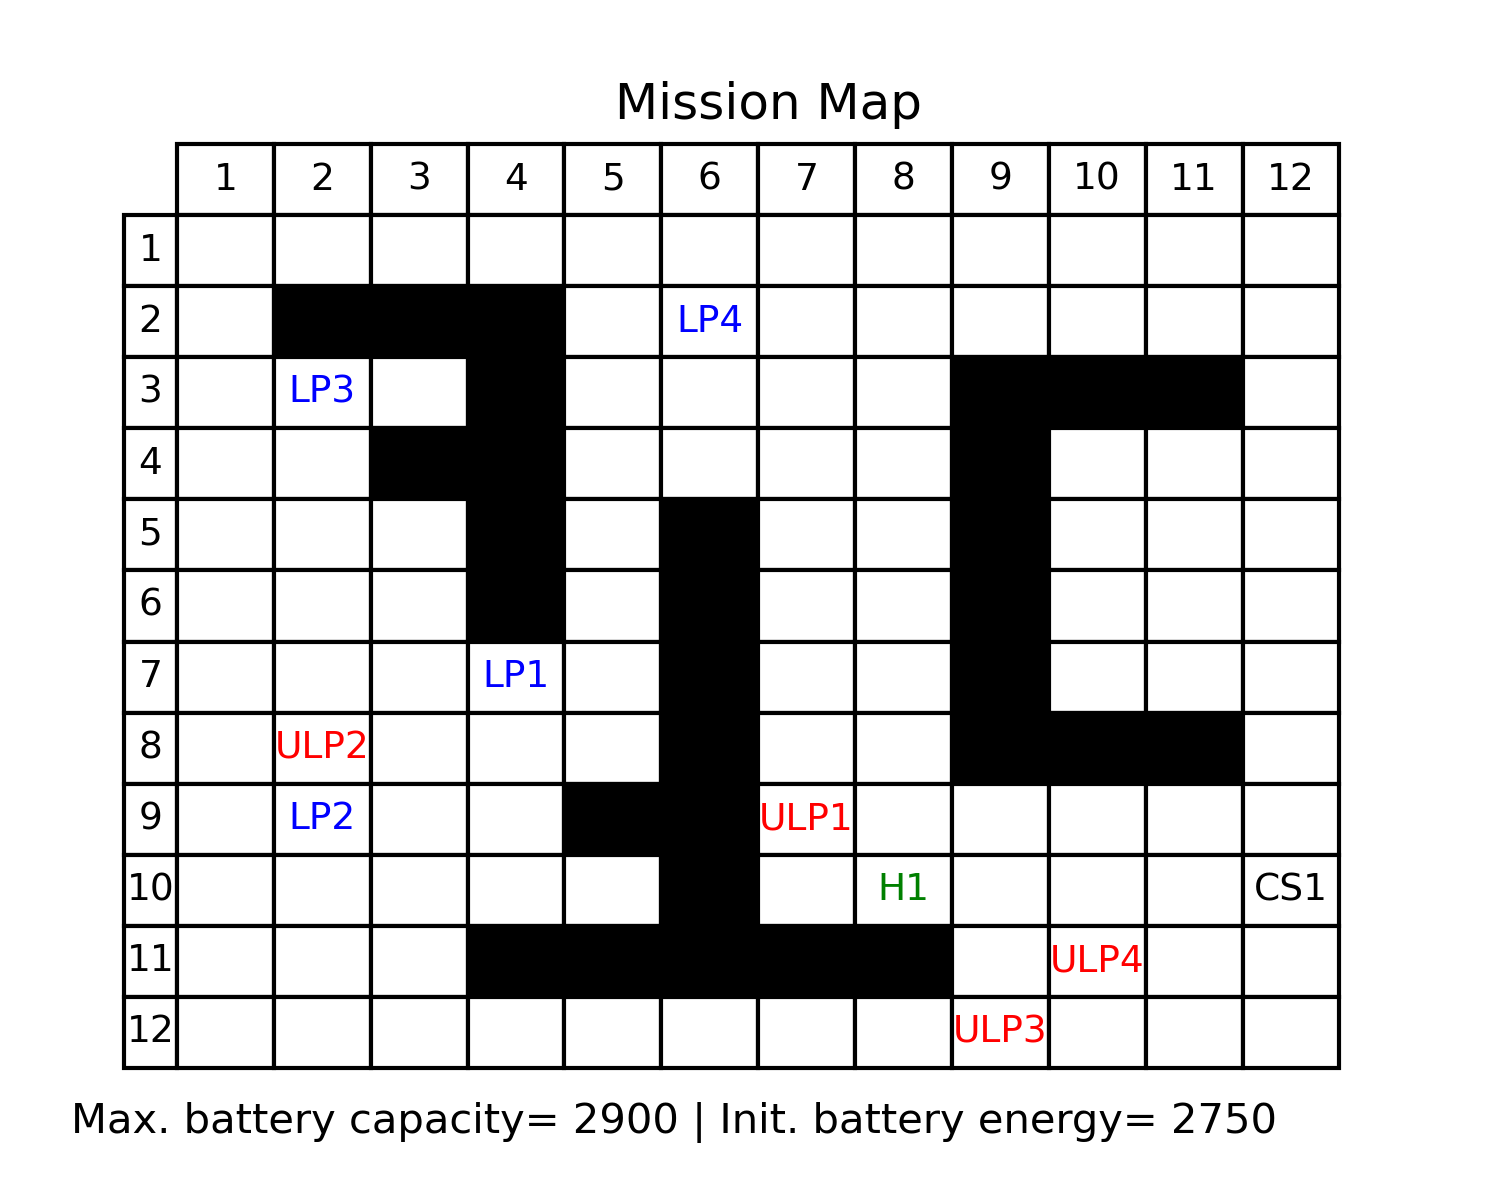 Mission Map
1 2 3 4 5 6 7 8 9 10 11 12
1
2 LP4
3 LP3
4
5
6
7 LP1
8 ULP2
9 LP2 ULP1
10 H1 CS1
11 ULP4
12 ULP3
Max. battery capacity= 2900 | Init. battery energy= 2750